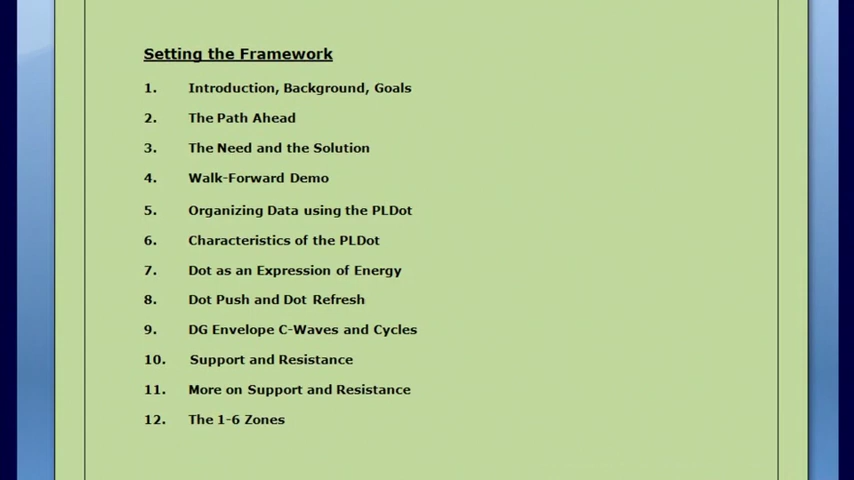 Setting the Framework
1. Introduction, Background, Goals
2. The Path Ahead
3. The Need and the Solution
4. Walk-Forward Demo
5. Organizing Data using the PLDot
6. Characteristics of the PLDot
7. Dot as an Expression of Energy
8. Dot Push and Dot Refresh
9. DG Envelope C-Waves and Cycles
10. Support and Resistance
11. More on Support and Resistance
12. The 1-6 Zones